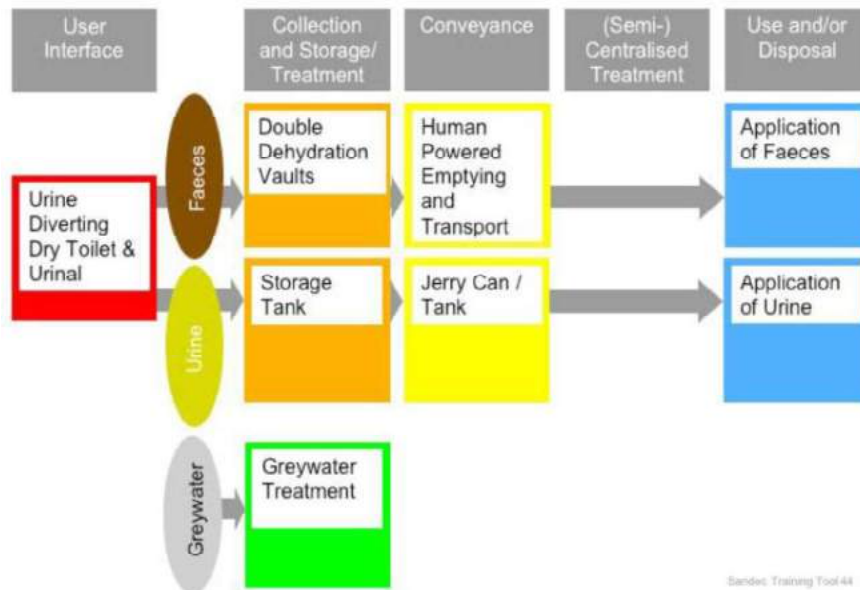 User
Interface
Collection
and Storage/
Treatment
Conveyance
(Semi-)
Centralised
Treatment
Use and/or
Disposal
Urine
Diverting
Dry Toilet &
Urinal
Faeces
Double
Dehydration
Vaults
Human
Powered
Emptying
and
Transport
Application
of Faeces
Urine
Storage
Tank
Jerry Can /
Tank
Application
of Urine
Greywater
Greywater
Treatment
Sandec Training Tool 44